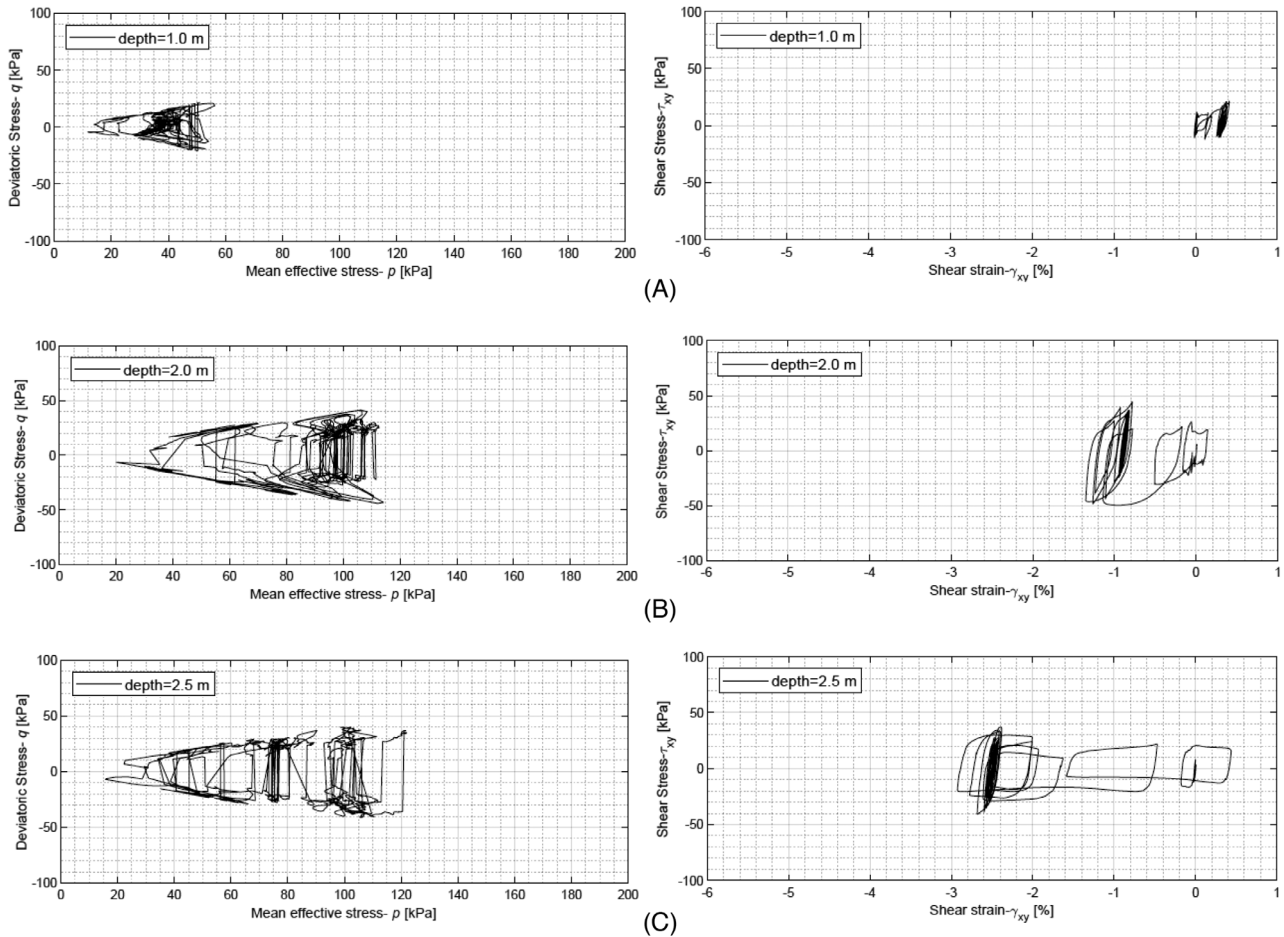 100
50
0
-50
-100
Deviatoric Stress- q [kPa]
depth=1.0 m
0 20 40 60 80 100 120 140 160 180 200
Mean effective stress- p [kPa]
100
50
0
-50
-100
Shear Stress-τxy [kPa]
depth=1.0 m
-6 -5 -4 -3 -2 -1 0 1
Shear strain-γxy [%]
(A)
100
50
0
-50
-100
Deviatoric Stress- q [kPa]
depth=2.0 m
0 20 40 60 80 100 120 140 160 180 200
Mean effective stress- p [kPa]
100
50
0
-50
-100
Shear Stress-τxy [kPa]
depth=2.0 m
-6 -5 -4 -3 -2 -1 0 1
Shear strain-γxy [%]
(B)
100
50
0
-50
-100
Deviatoric Stress- q [kPa]
depth=2.5 m
0 20 40 60 80 100 120 140 160 180 200
Mean effective stress- p [kPa]
100
50
0
-50
-100
Shear Stress-τxy [kPa]
depth=2.5 m
-6 -5 -4 -3 -2 -1 0 1
Shear strain-γxy [%]
(C)